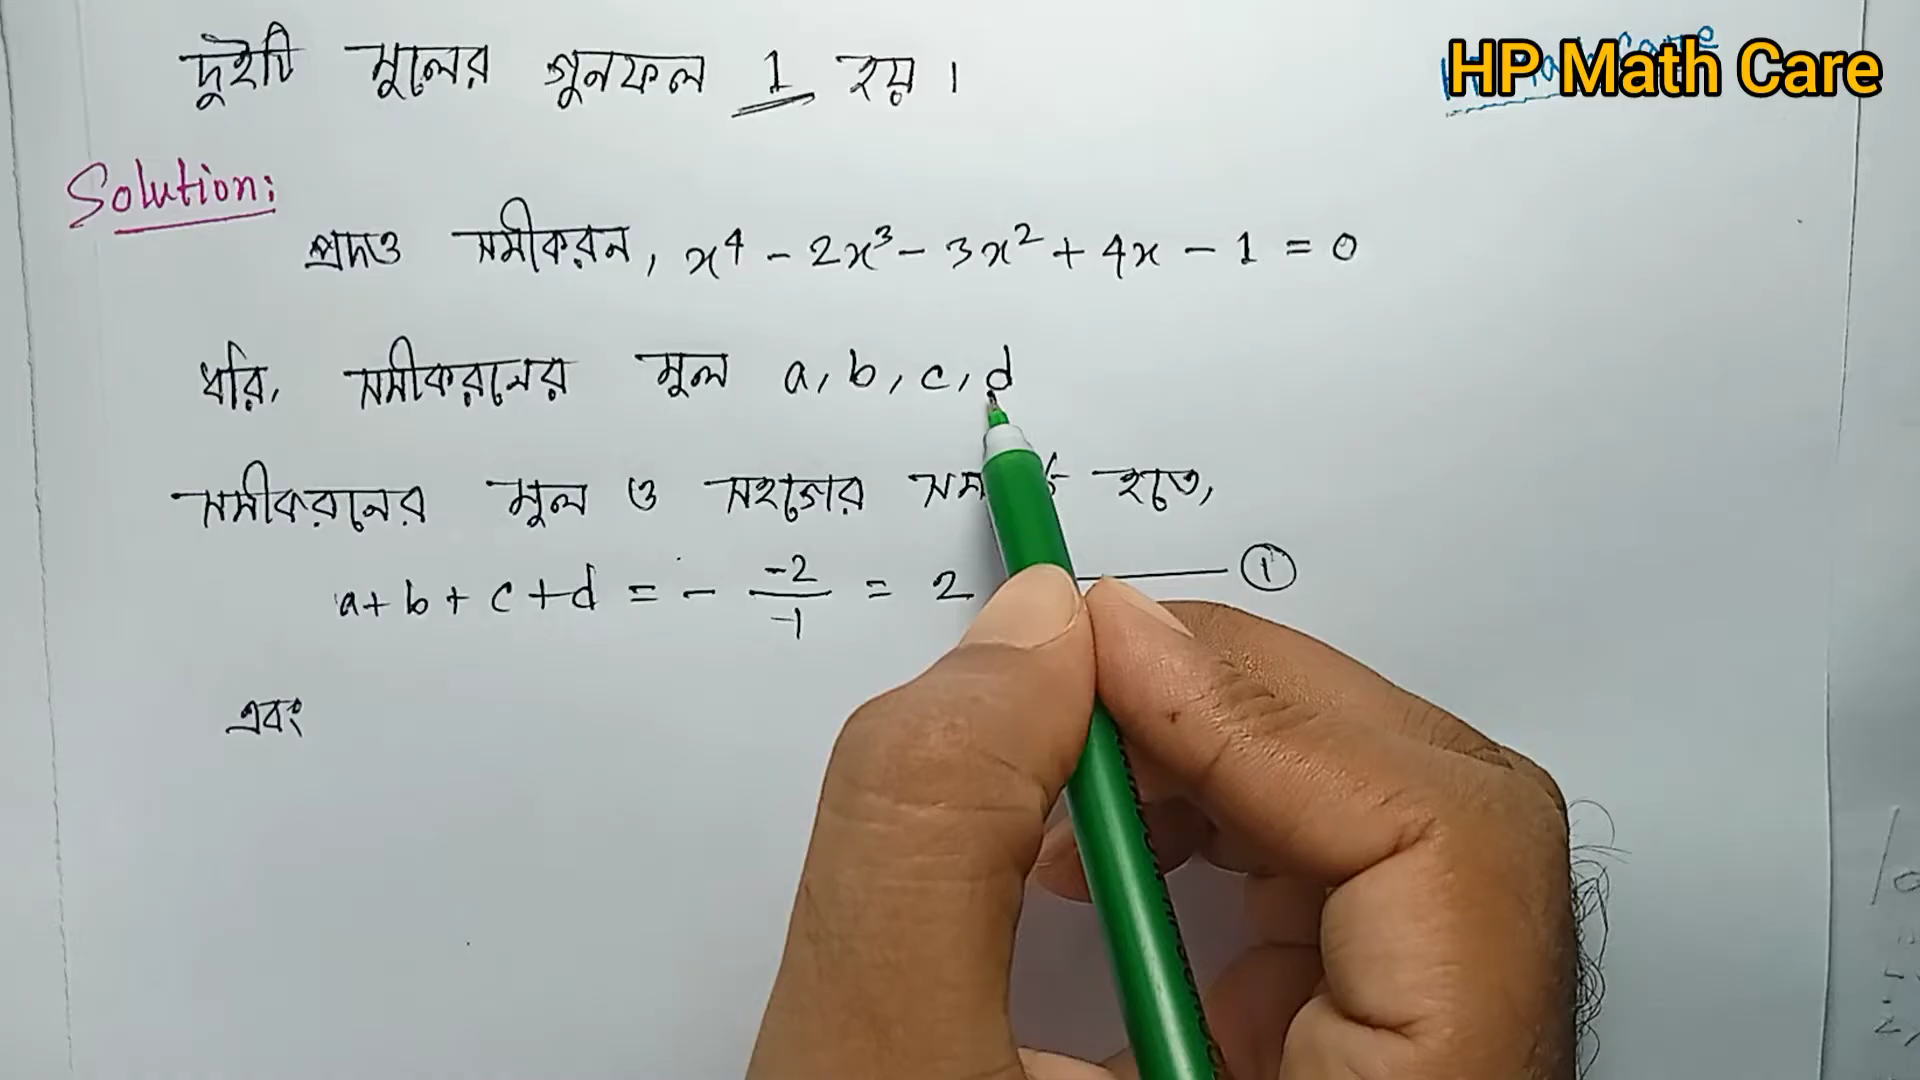 দুইটি মূলের গুনফল 1 হয়।
HP Math Care
Solution:
প্রদত্ত সমীকরন, x⁴ - 2x³ - 3x² + 4x - 1 = 0
ধরি, সমীকরনের মূল a, b, c, d
সমীকরনের মূল ও সহগের হতে,
a + b + c + d = - -2/-1 = 2 ①
এবং